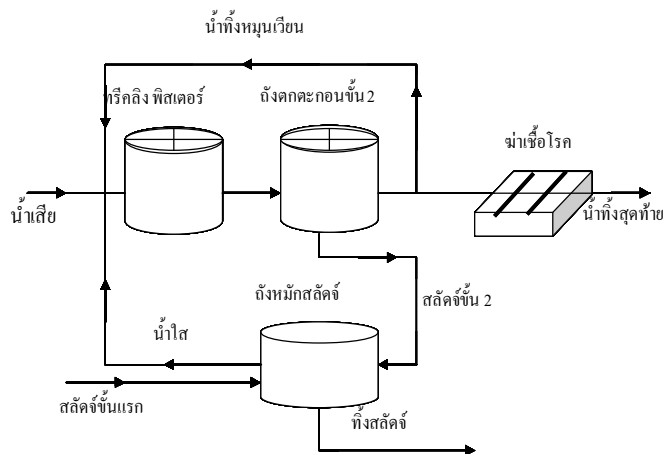 น้ำทิ้งหมุนเวียน
ทรีคลิง พิสเตอร์
ถังตกตะกอนขั้น 2
ฆ่าเชื้อโรค
น้ำเสีย
น้ำทิ้งสุดท้าย
ถังหมักสลัดจ์
สลัดจ์ขั้น 2
น้ำใส
สลัดจ์ขั้นแรก
ทิ้งสลัดจ์